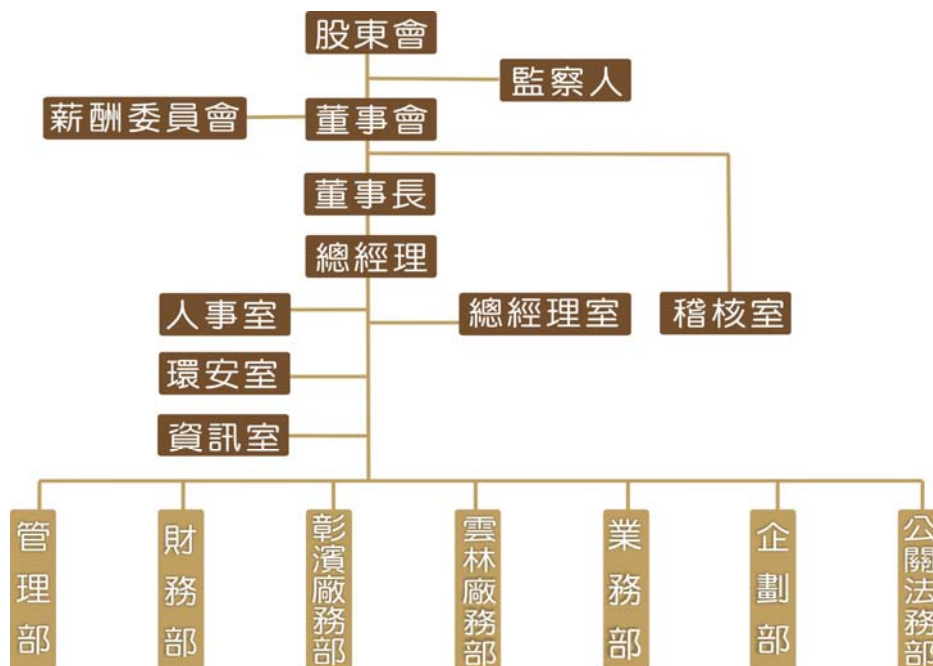 股東會
監察人
薪酬委員會
董事會
董事長
總經理
人事室
總經理室
稽核室
環安室
資訊室
管理部
財務部
彰濱廠務部
雲林廠務部
業務部
企劃部
公關法務部